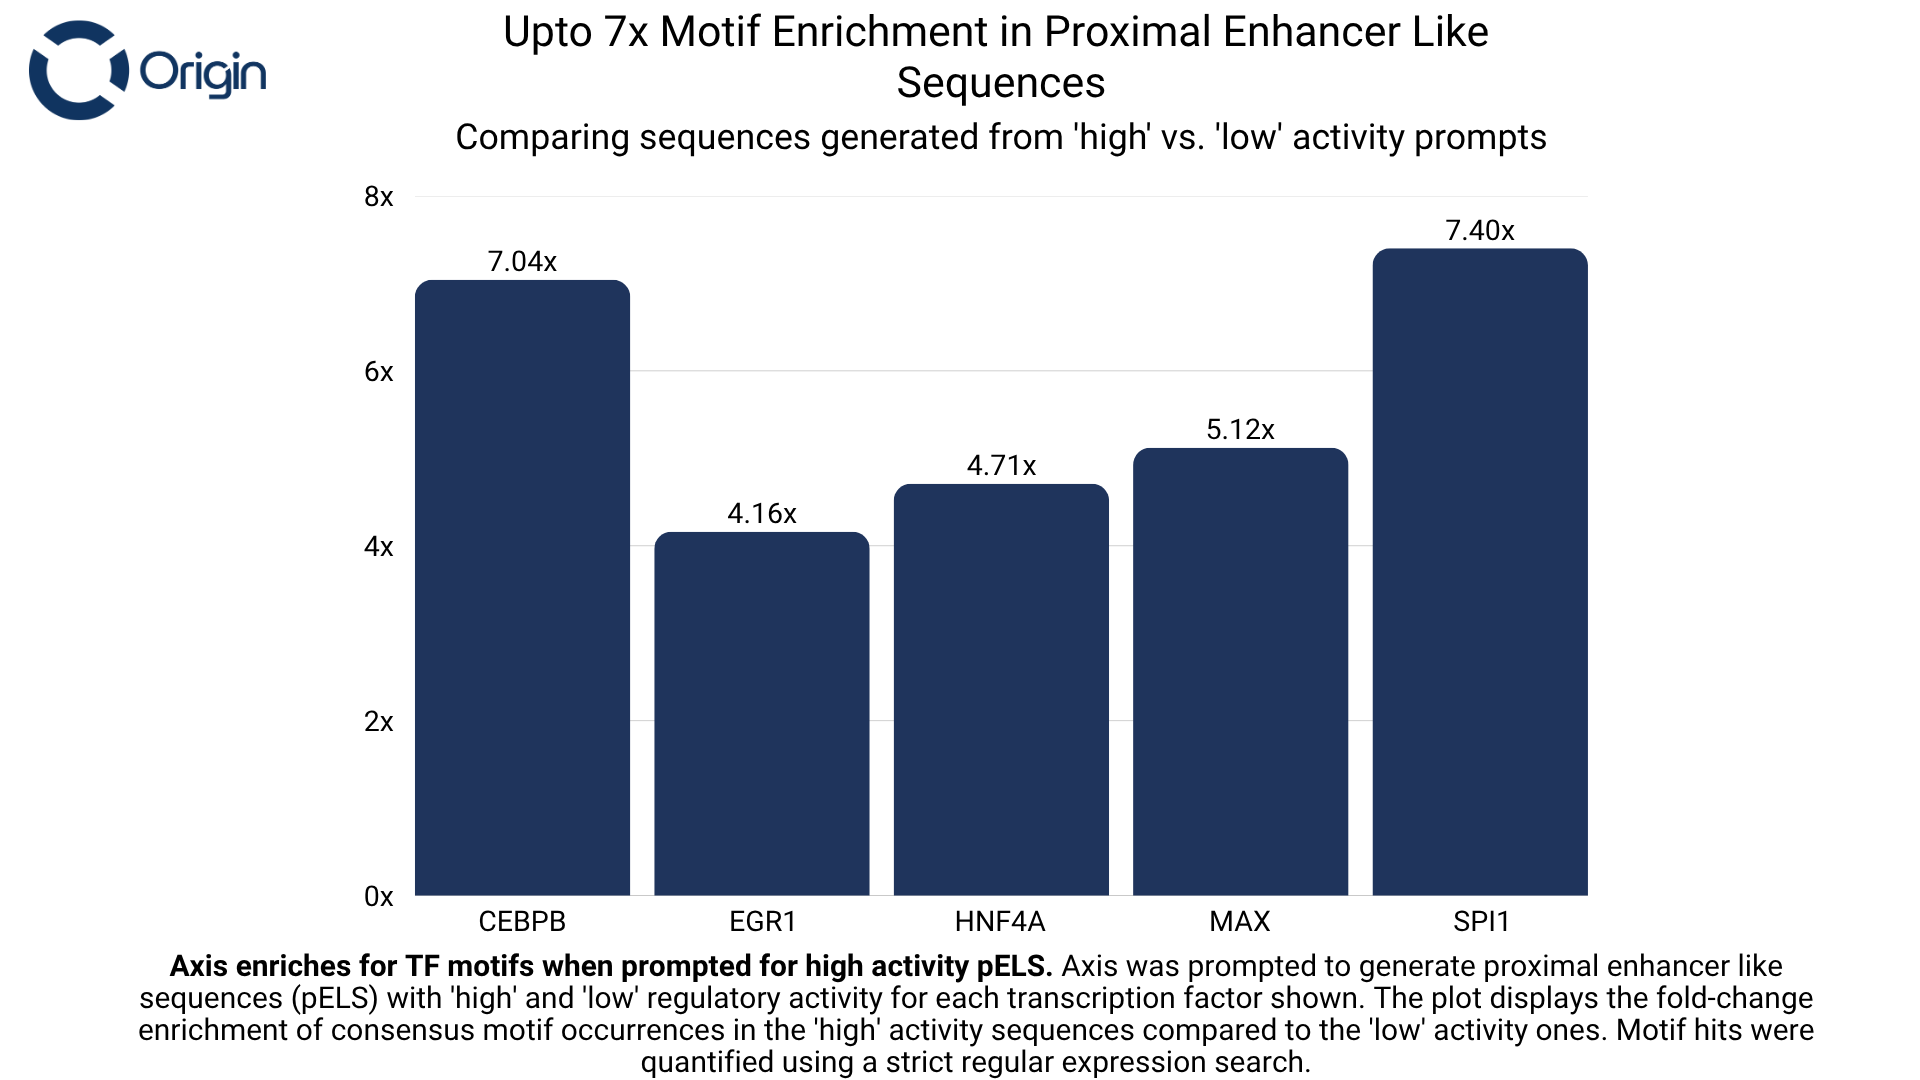 Origin
Upto 7x Motif Enrichment in Proximal Enhancer Like
Sequences
Comparing sequences generated from 'high' vs. 'low' activity prompts
8x
6x
4x
2x
0x
7.04x
4.16x
4.71x
5.12x
7.40x
CEBPB
EGR1
HNF4A
MAX
SPI1
Axis enriches for TF motifs when prompted for high activity pELS. Axis was prompted to generate proximal enhancer like
sequences (pELS) with 'high' and 'low' regulatory activity for each transcription factor shown. The plot displays the fold-change
enrichment of consensus motif occurrences in the 'high' activity sequences compared to the 'low' activity ones. Motif hits were
quantified using a strict regular expression search.